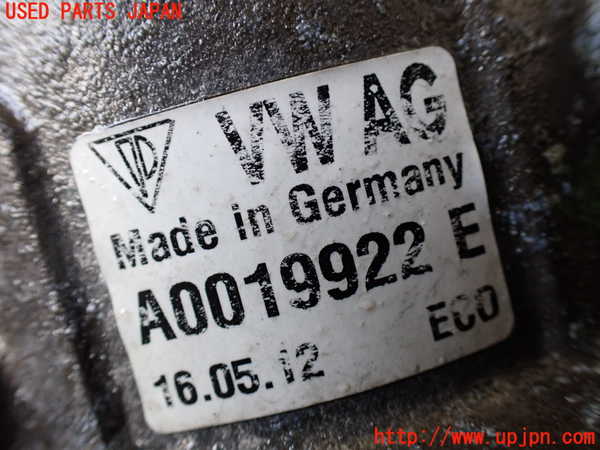 USED PARTS JAPAN
VW AG
Made in Germany
A0019922 E
ECO
16.05.12
http://www.upjpn.com